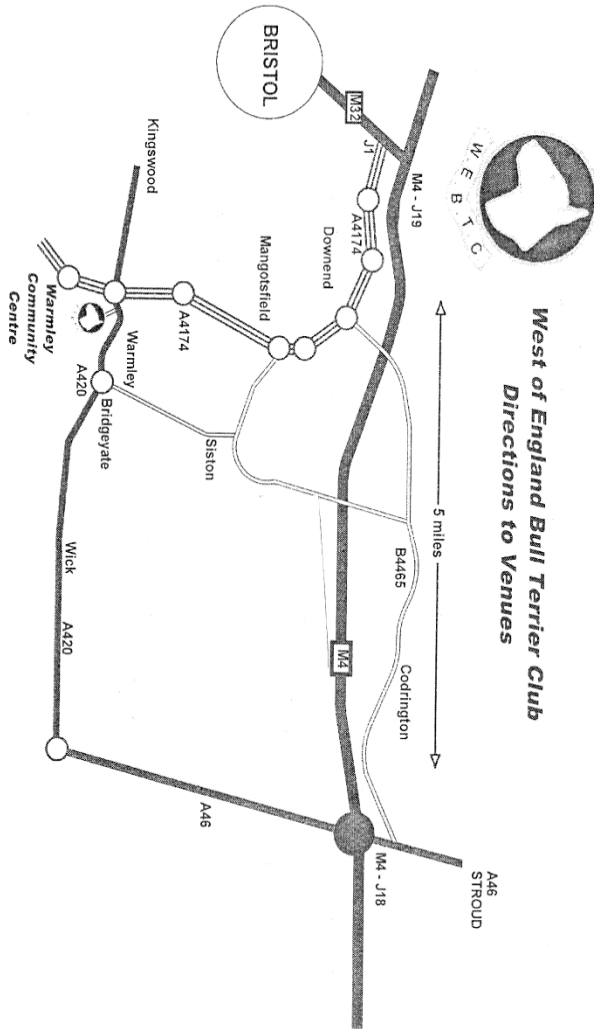 West of England Bull Terrier Club
Directions to Venues
W E B T C
5 miles
A46
STROUD
M4 - J19
M4 - J18
M32
J1
BRISTOL
A4174
Downend
B4465
Codrington
M4
Mangotsfield
A4174
Siston
Kingswood
Warmley
Bridgeyate
A420
Wick
A420
A46
Warmley
Community
Centre